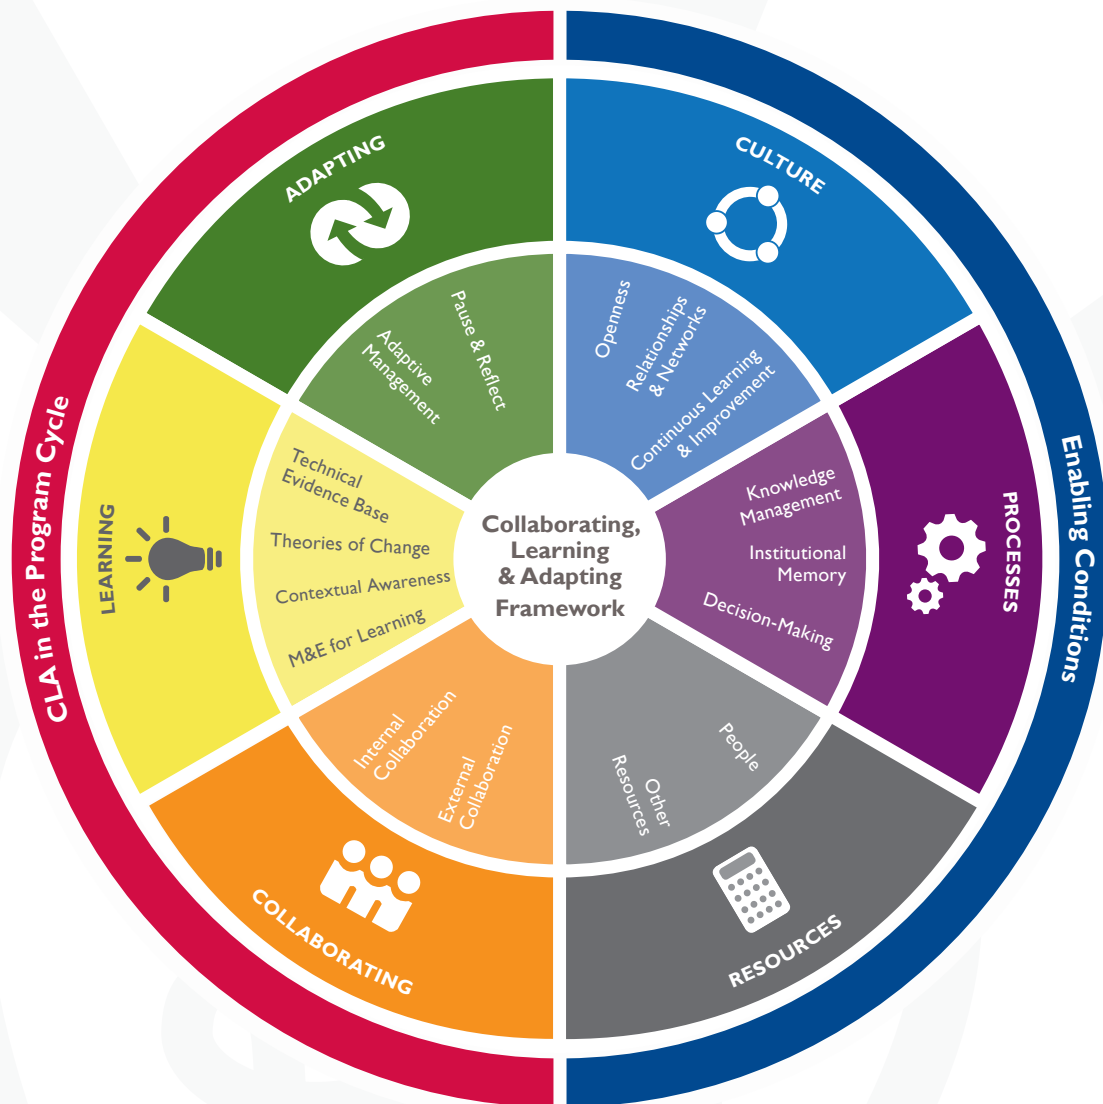 Collaborating,
Learning
& Adapting
Framework
CLA in the Program Cycle
ADAPTING
Adaptive
Management
Pause & Reflect
LEARNING
Technical
Evidence Base
Theories of Change
Contextual Awareness
M&E for Learning
COLLABORATING
Internal
Collaboration
External
Collaboration
Enabling Conditions
CULTURE
Openness
Relationships
& Networks
Continuous Learning
& Improvement
PROCESSES
Knowledge
Management
Institutional
Memory
Decision-Making
RESOURCES
People
Other
Resources